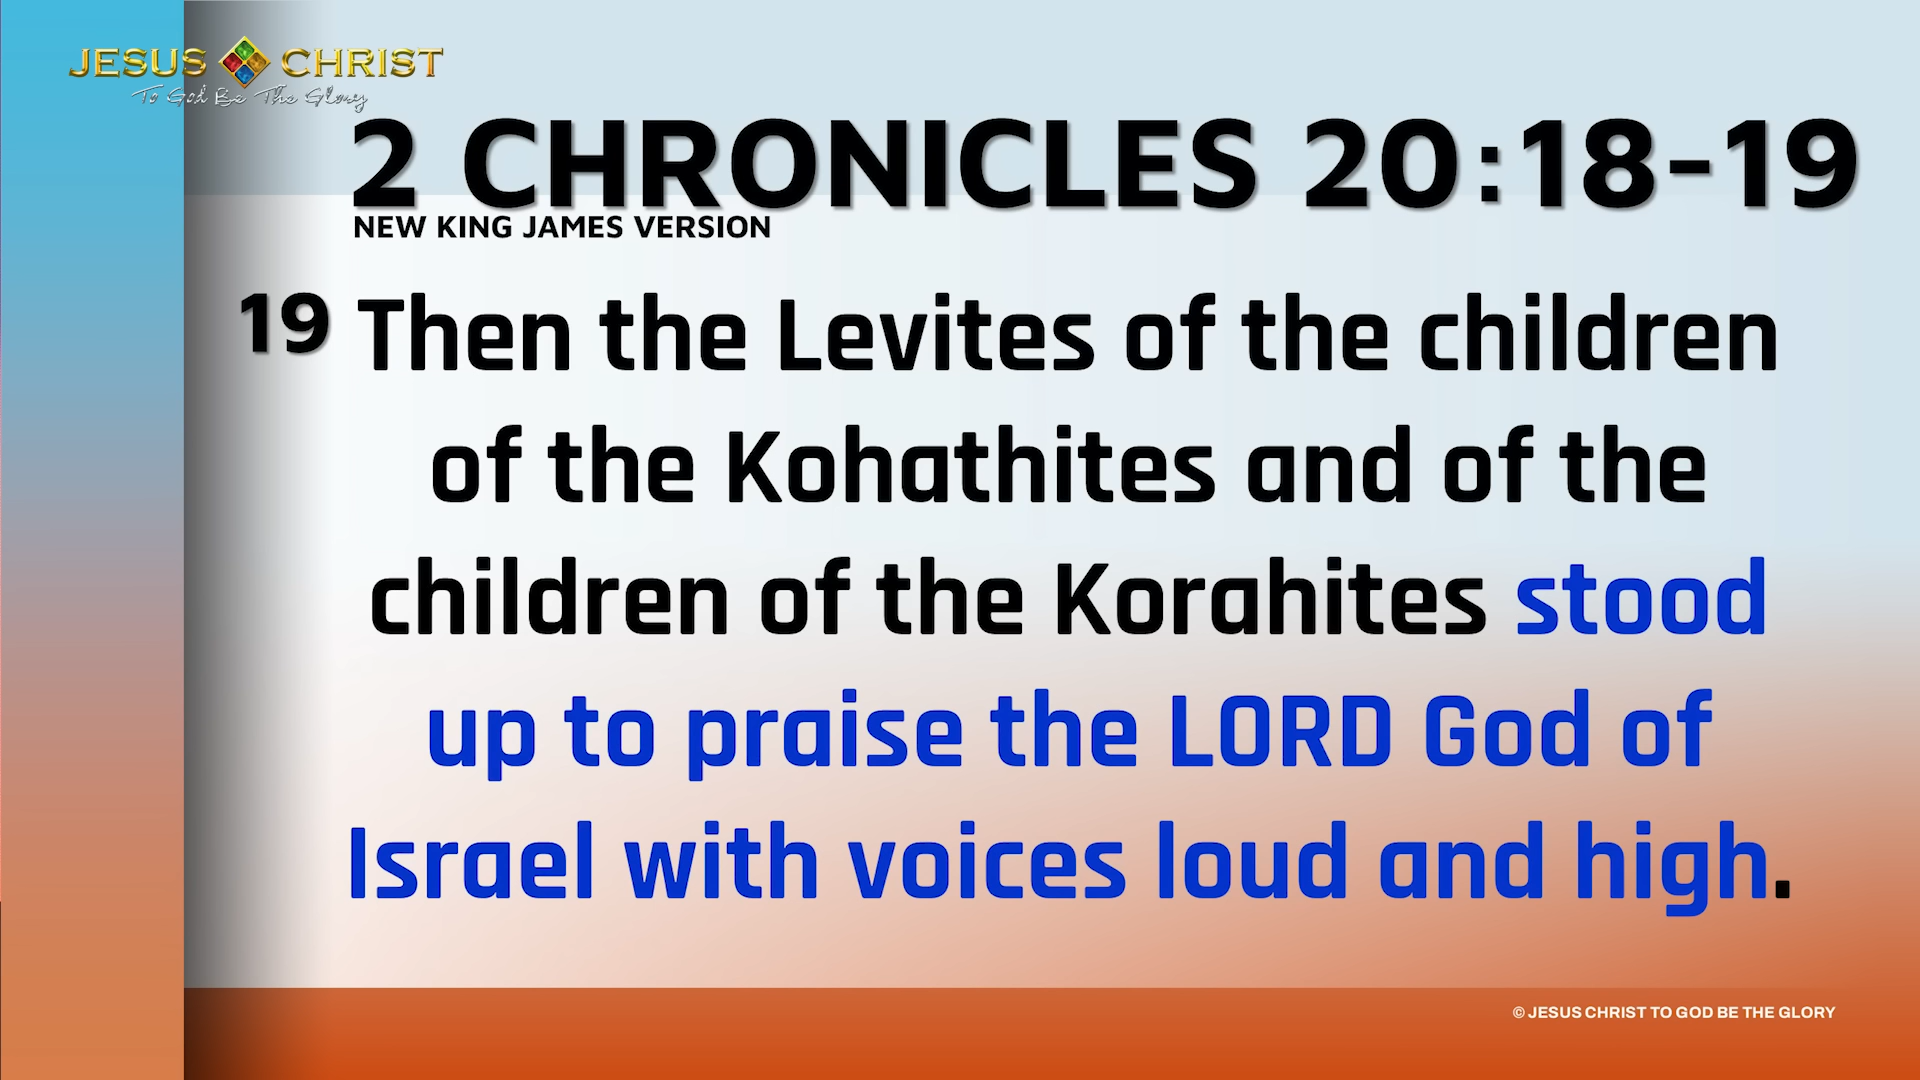 JESUS CHRIST
To God Be The Glory
2 CHRONICLES 20:18-19
NEW KING JAMES VERSION
19 Then the Levites of the children
of the Kohathites and of the
children of the Korahites stood
up to praise the LORD God of
Israel with voices loud and high.
© JESUS CHRIST TO GOD BE THE GLORY